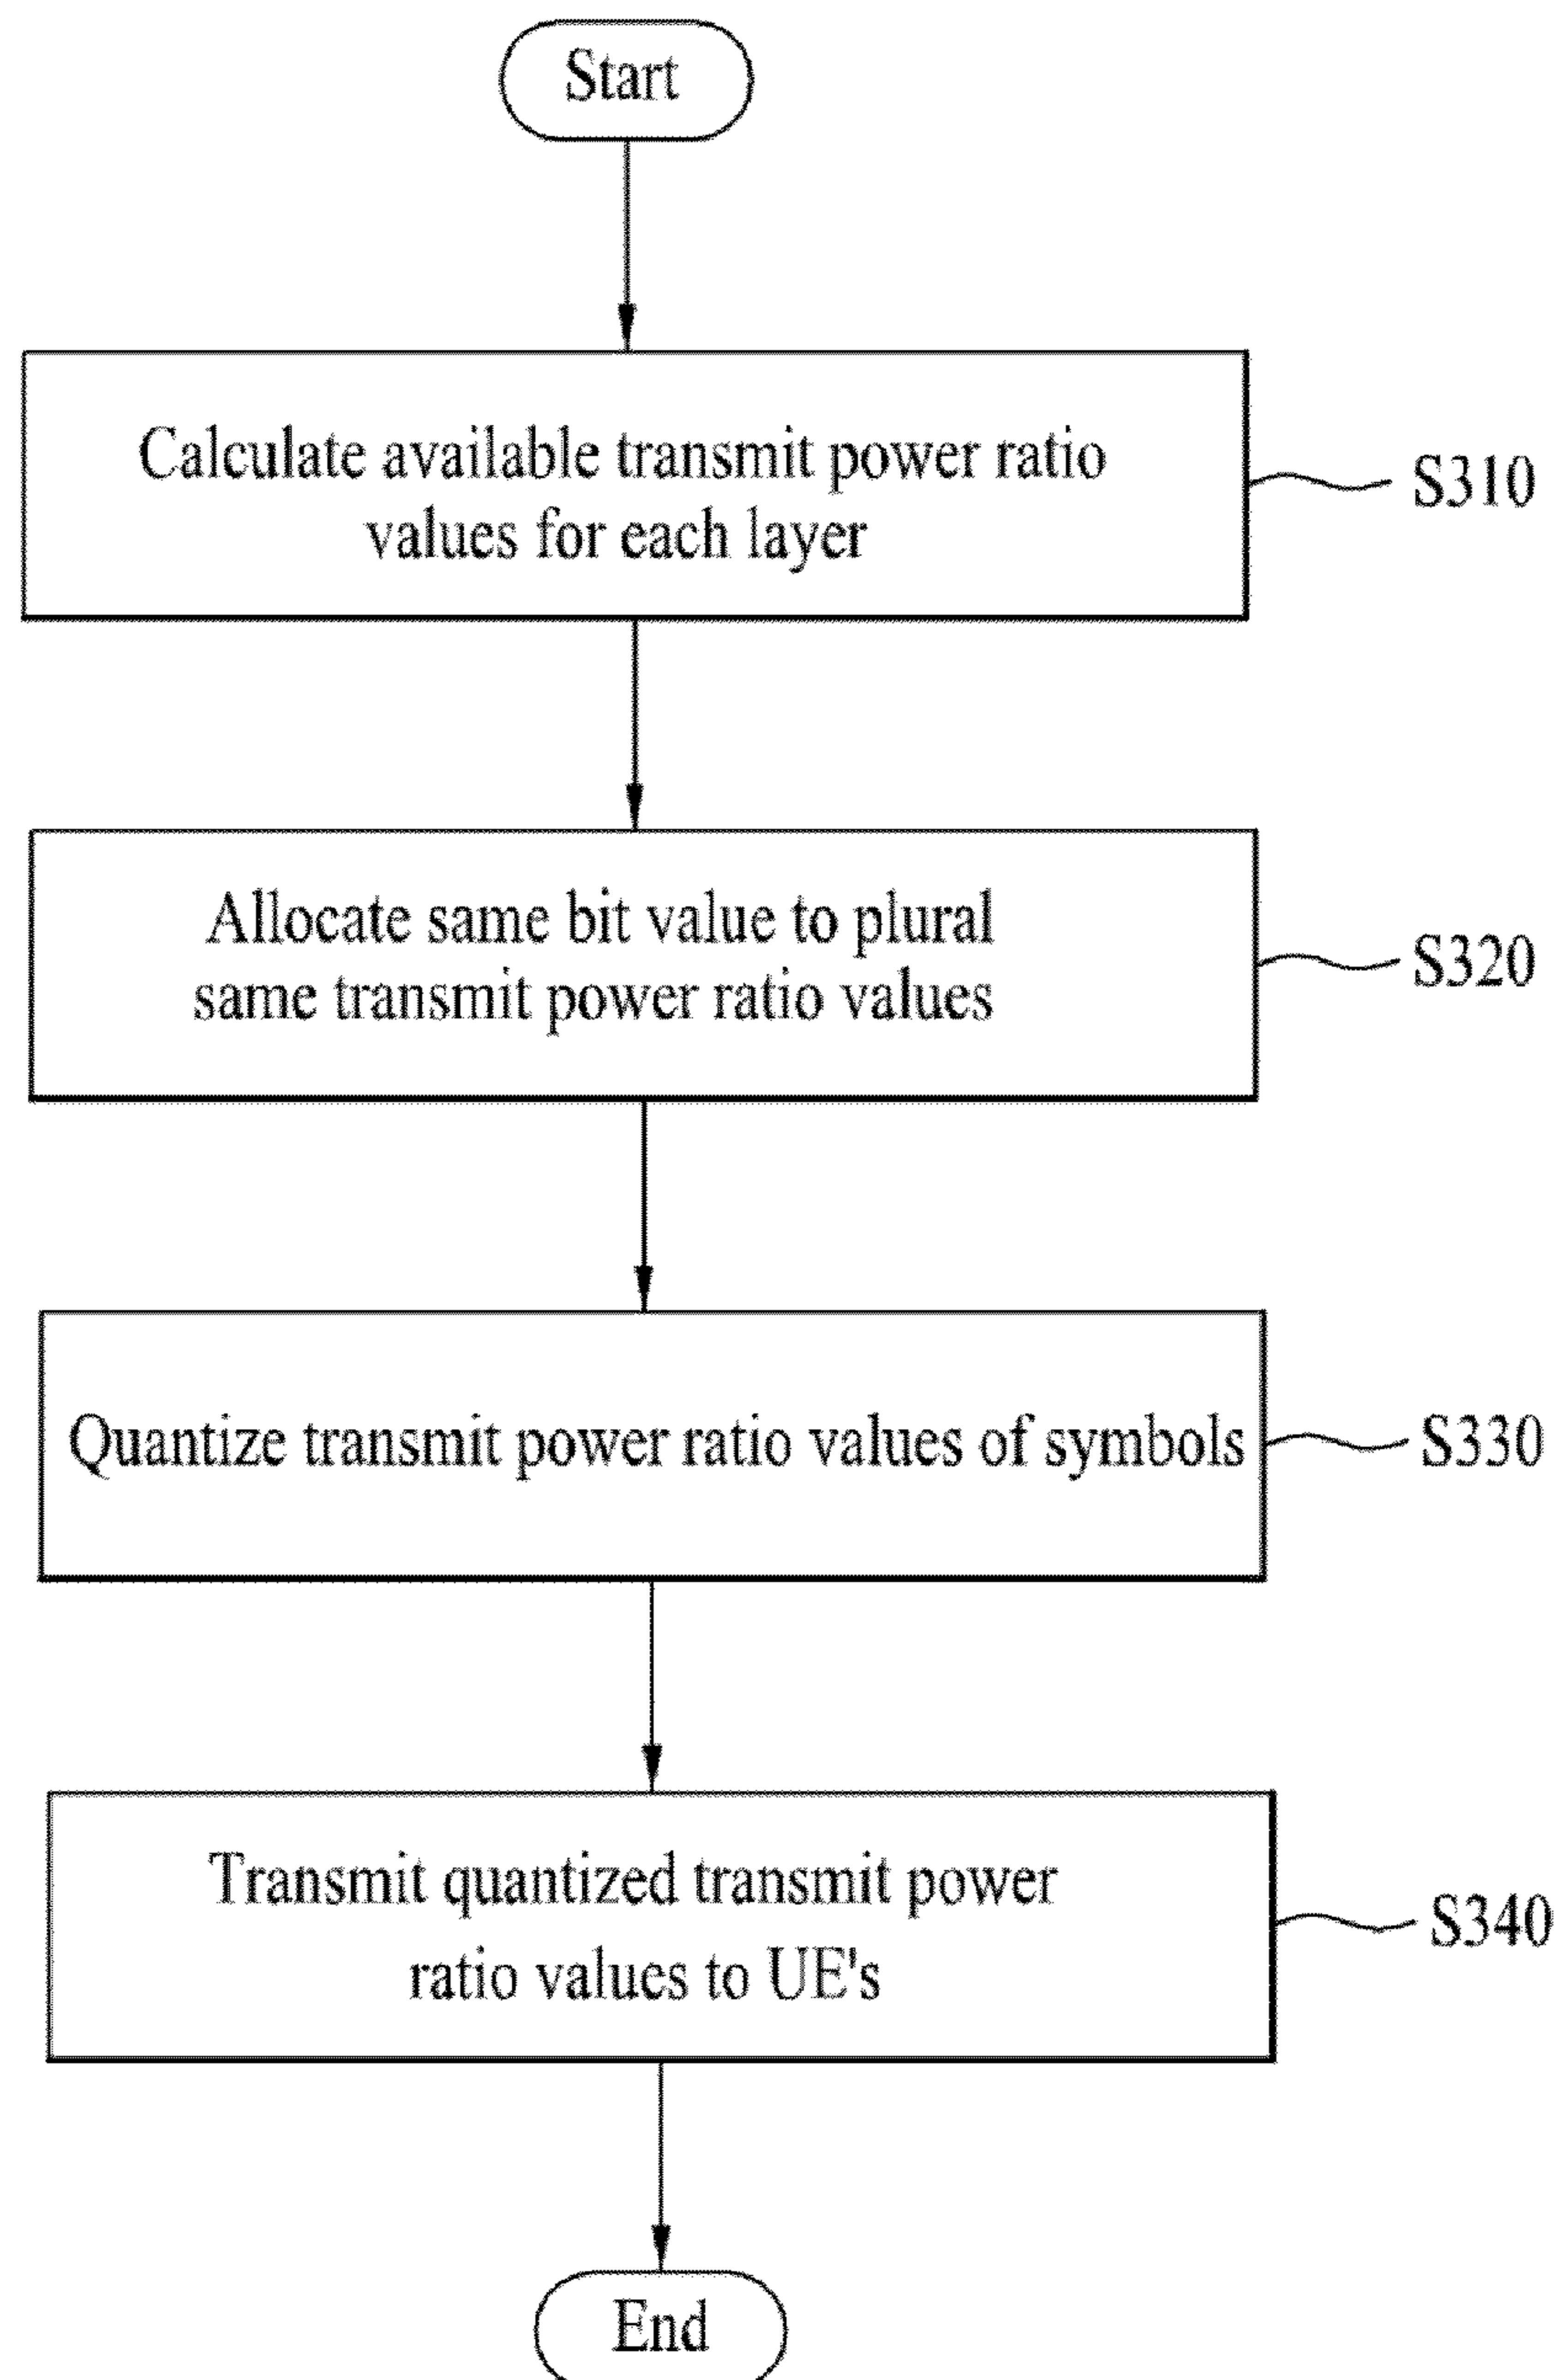 Start
Calculate available transmit power ratio
values for each layer
S310
Allocate same bit value to plural
same transmit power ratio values
S320
Quantize transmit power ratio values of symbols
S330
Transmit quantized transmit power
ratio values to UE's
S340
End